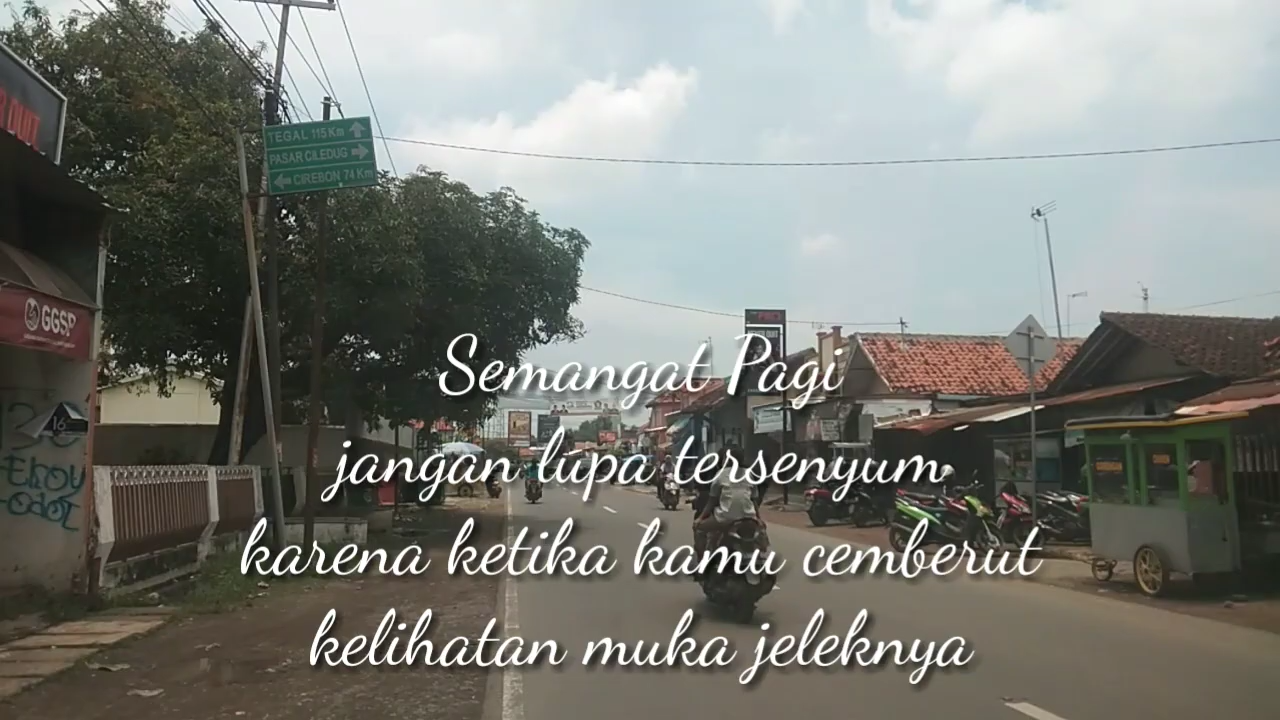 TEGAL 115 Km
PASAR CILEDUG
CIREBON 74 Km
GGSP
16
Semangat Pagi
jangan lupa tersenyum
karena ketika kamu cemberut
kelihatan muka jeleknya